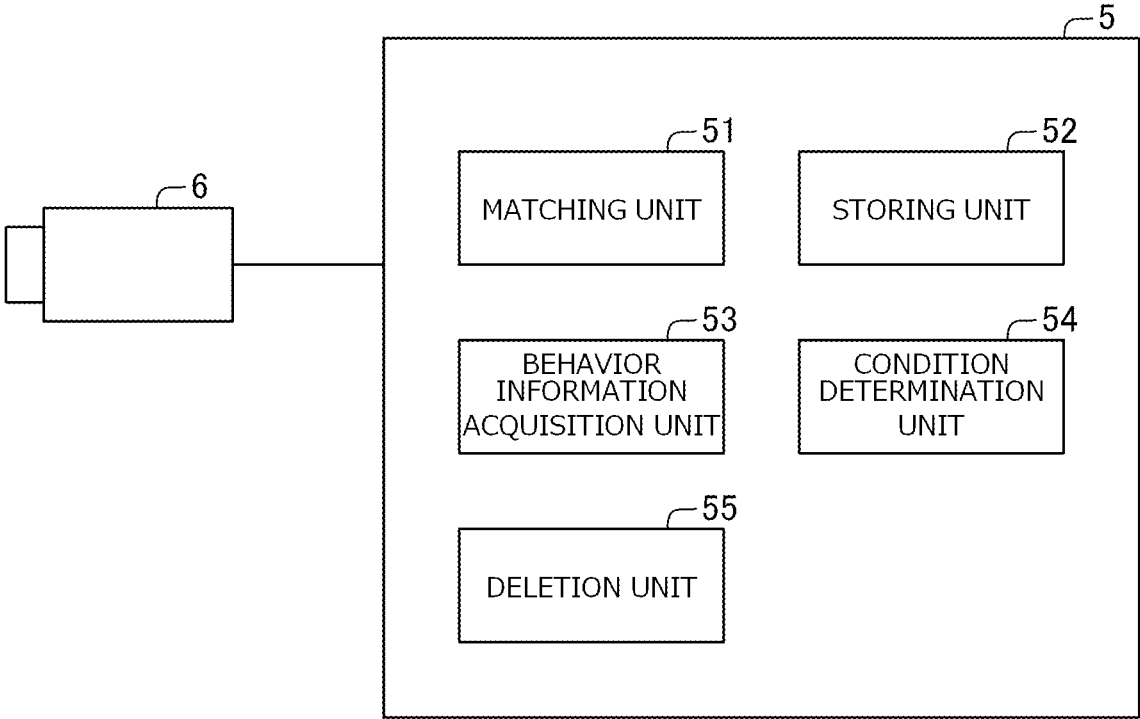 5
51
52
6
MATCHING UNIT
STORING UNIT
53
54
BEHAVIOR
INFORMATION
ACQUISITION UNIT
CONDITION
DETERMINATION
UNIT
55
DELETION UNIT